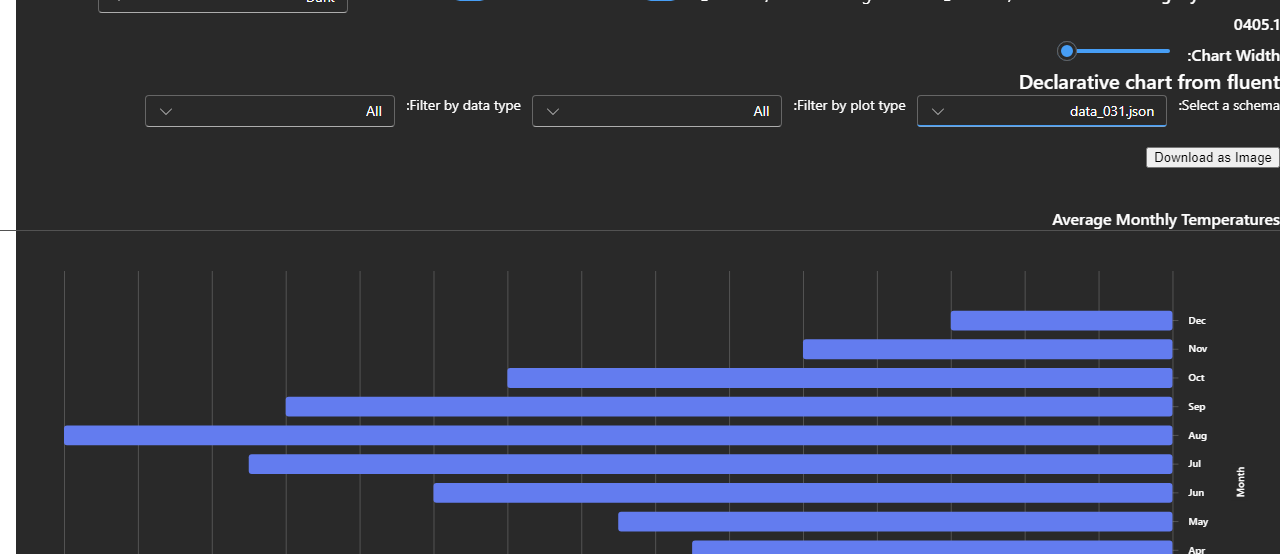 0405.1
:Chart Width
Declarative chart from fluent
:Select a schema
data_031.json
:Filter by plot type
All
:Filter by data type
All
Download as Image
Average Monthly Temperatures
Dec
Nov
Oct
Sep
Aug
Jul
Jun
May
Apr
Month